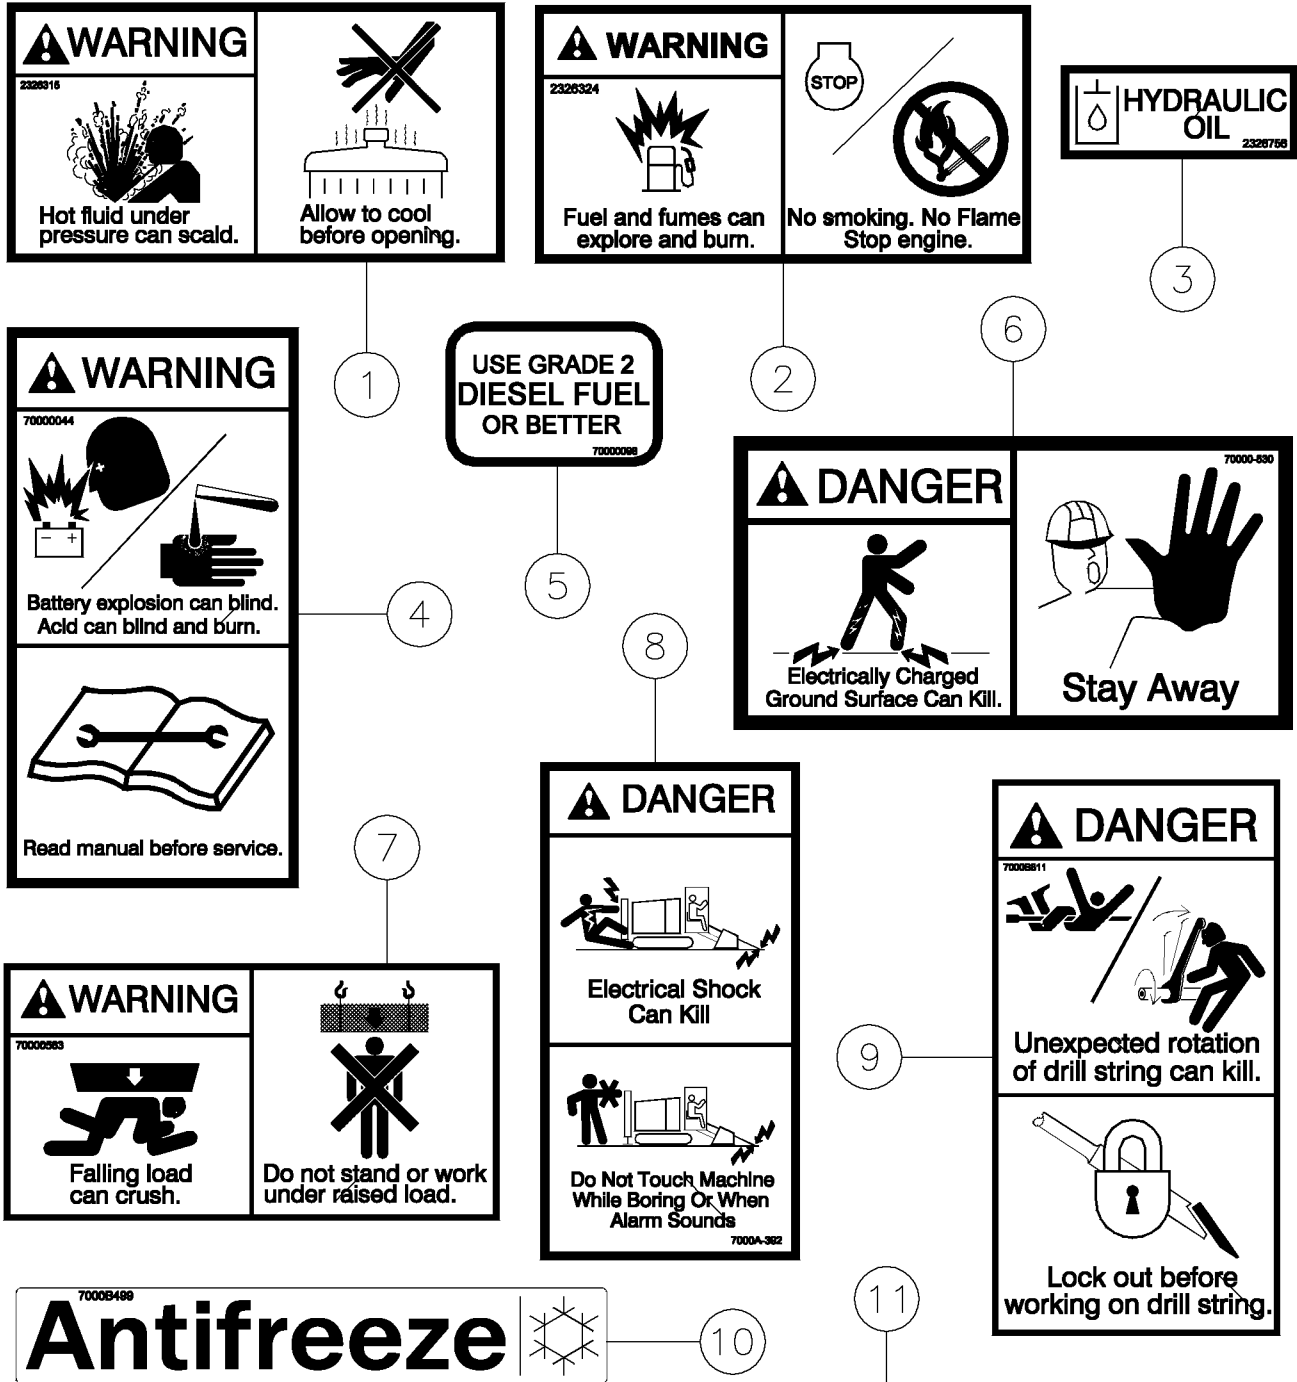 WARNING
2326315
Hot fluid under
pressure can scald.
Allow to cool
before opening.
1
WARNING
2326324
Fuel and fumes can
explore and burn.
STOP
No smoking. No Flame
Stop engine.
2
HYDRAULIC
OIL
2326756
3
WARNING
70000044
- +
Battery explosion can blind.
Acid can blind and burn.
Read manual before service.
4
USE GRADE 2
DIESEL FUEL
OR BETTER
70000098
5
6
DANGER
Electrically Charged
Ground Surface Can Kill.
70000-530
Stay Away
7
WARNING
70000563
Falling load
can crush.
Do not stand or work
under raised load.
8
DANGER
Electrical Shock
Can Kill
Do Not Touch Machine
While Boring Or When
Alarm Sounds
7000A-392
9
DANGER
7000B611
Unexpected rotation
of drill string can kill.
Lock out before
working on drill string.
7000B499
Antifreeze
10
11